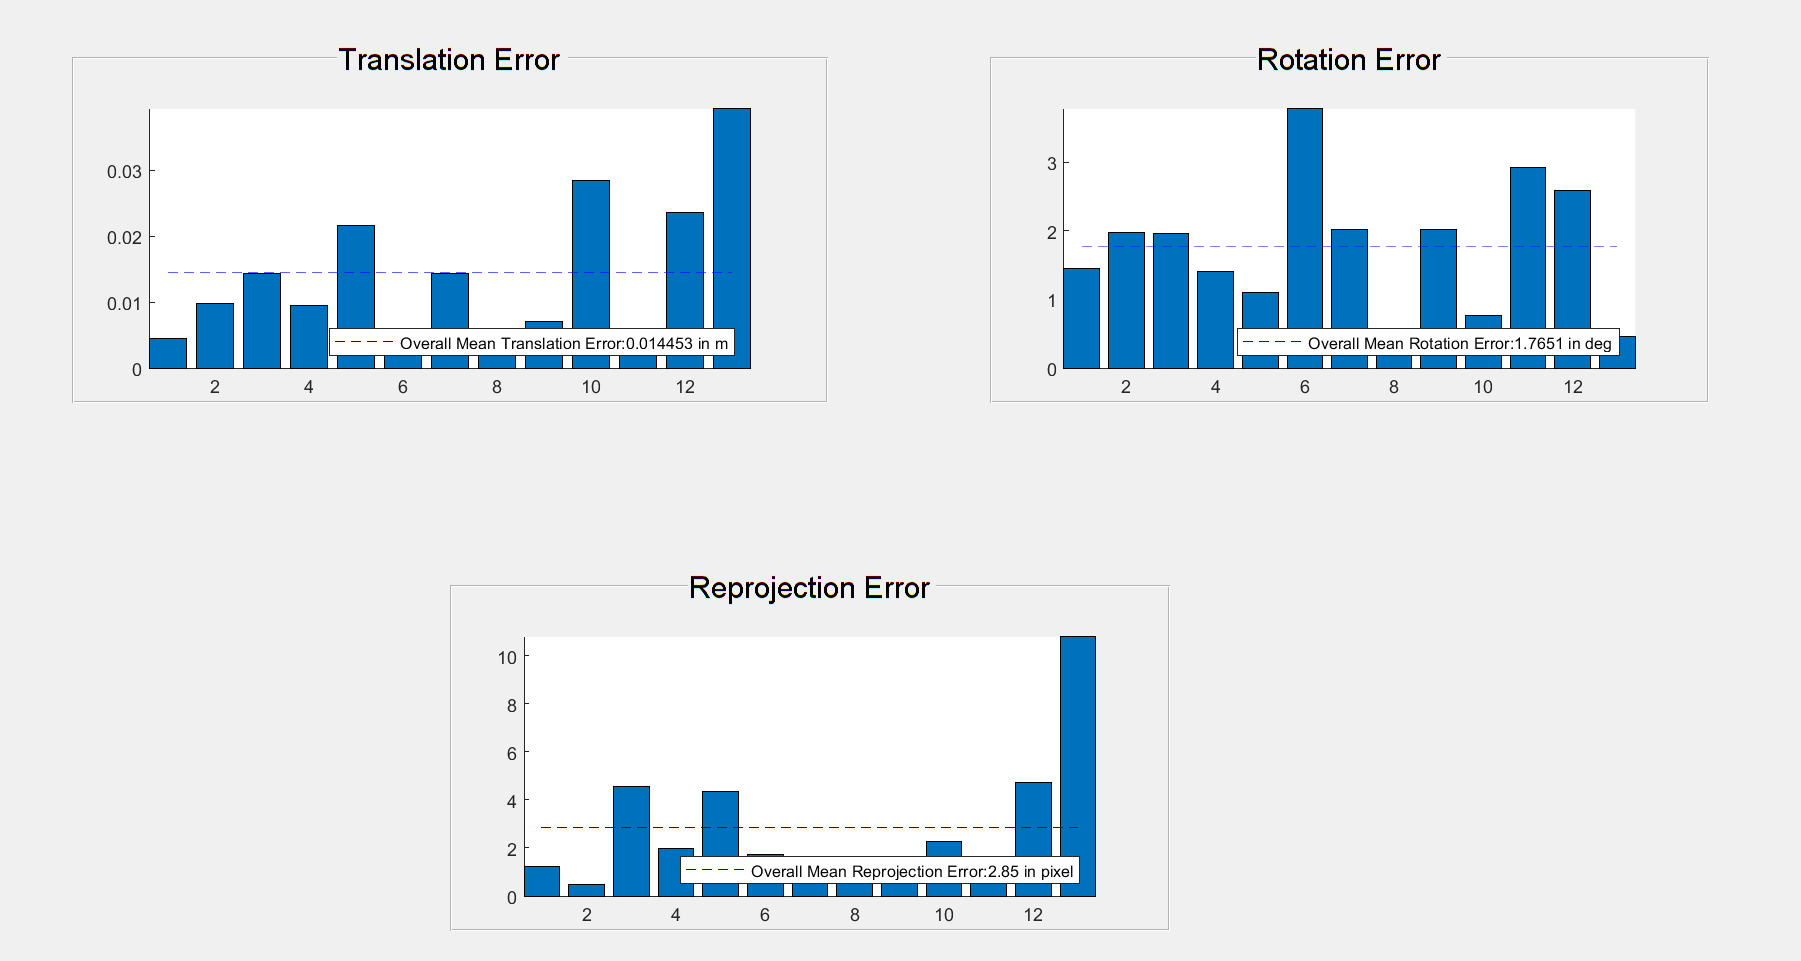 Translation Error
0.03
0.02
0.01
0
2 4 6 8 10 12
Overall Mean Translation Error:0.014453 in m
Rotation Error
3
2
1
0
2 4 6 8 10 12
Overall Mean Rotation Error:1.7651 in deg
Reprojection Error
10
8
6
4
2
0
2 4 6 8 10 12
Overall Mean Reprojection Error:2.85 in pixel